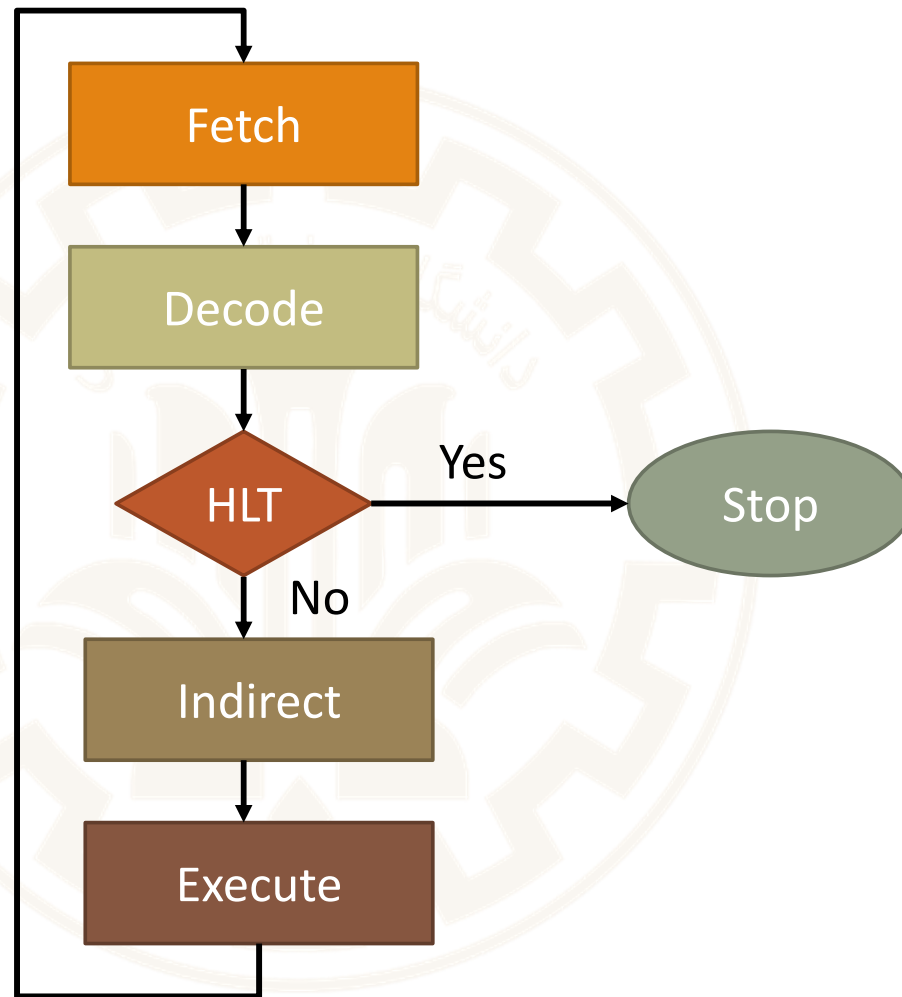 Fetch
Decode
HLT
Yes
Stop
No
Indirect
Execute